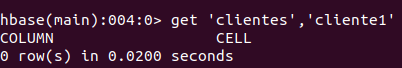 hbase(main):004:0> get 'clientes','cliente1'
COLUMN CELL
0 row(s) in 0.0200 seconds